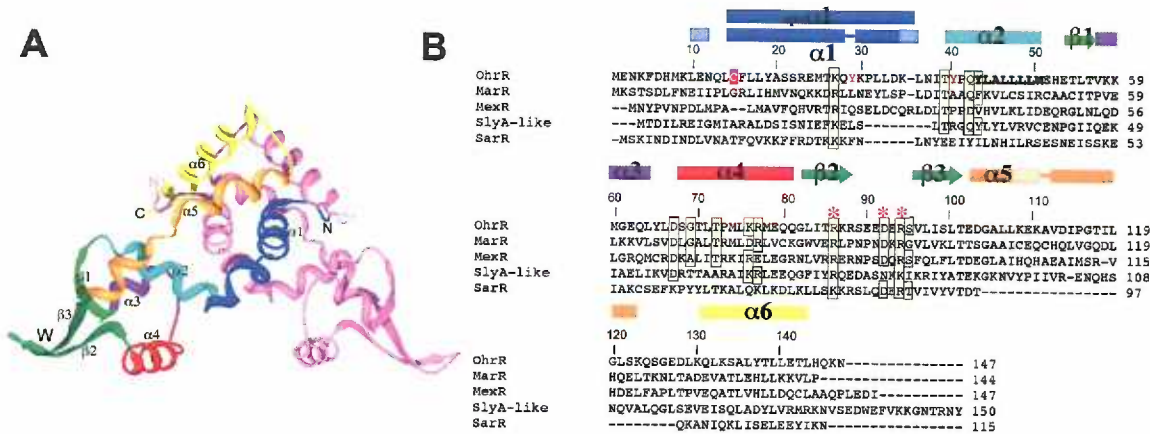 A
B
α6
α5
C
α1
N
β1
α2
α3
β3
W
β2
α4
α1
α2
β1
10 20 30 40 50
OhrR MENKFDHMKLENQLCFLLYASSREMTKQYKPLLDK-LNITYPQYLALLLLWEHETLTVKK 59
MarR MKSTSDLFNEIIPLGRLIHMVNQKKDRLLNEYLSPLDITAAQFKVLCSIRCAACITPVE 59
MexR ---MNYPVNPDLMPA--LMAVFQHVRTRIQSELDCQRLDLTPPDVHVLKLIDEQRGLNLQD 56
SlyA-like ---MTDILREIGMIARALDSISNIEFKELS--------LTRGQYLYLVRVCENPGIIQEK 49
SarR --MSKINDINDLVNATFQVKKFFRDTKKKFN-------LNYEEIYILNHILRSESNEISS 53
α3 α4 β2 β3 α5
60 70 80 90 100 110
OhrR MGEQLYLDSGTLTPMLKRMEQQGLITRKRSEEDERSVLISLTEDGALLKEKAVDIPGTIL 119
MarR LKKVLSVDLGALTRMLDRLVCKGWVERLPNPNDKRGVLVKLTTSGAAICEQCHQLVGQDL 119
MexR LGRQMCRDKALITRKIRELEGRNLVRRERNPSDQRSFQLFLTDEGLAIHQHAEAIMSR-V 115
SlyA-like IAELIKVDRTTAARAIKRLEEQGFIYRQEDASNKKIKRIYATEKGKNVYPIIVR-ENQHS 108
SarR IAKCSEFKPYYLTKALQKLKDLKLLSKKRSLQDERTVIVYVTDT---------------- 97
α6
120 130 140
OhrR GLSKQSGEDLKQLKSALYTLLETLHQKN-------------- 147
MarR HQELTKNLTADEVATLEHLLKKVLP----------------- 144
MexR HDELFAPLTPVEQATLVHLLDQCLAAQPLEDI---------- 147
SlyA-like NQVALQGLSEVEISQLADYLVRMRKNVSEDWEFVKKGNTRNY 150
SarR --------QKANIQKLISELEEYIKN---------------- 115